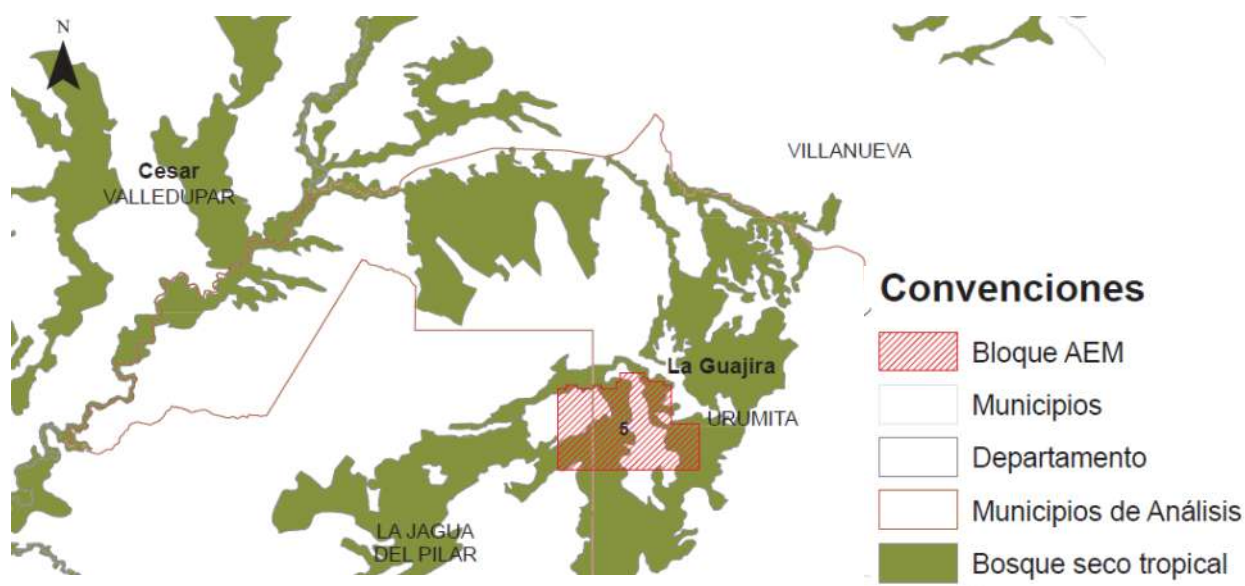 N
VILLANUEVA
Cesar
VALLEDUPAR
La Guajira
URUMITA
5
LA JAGUA
DEL PILAR
Convenciones
Bloque AEM
Municipios
Departamento
Municipios de Análisis
Bosque seco tropical